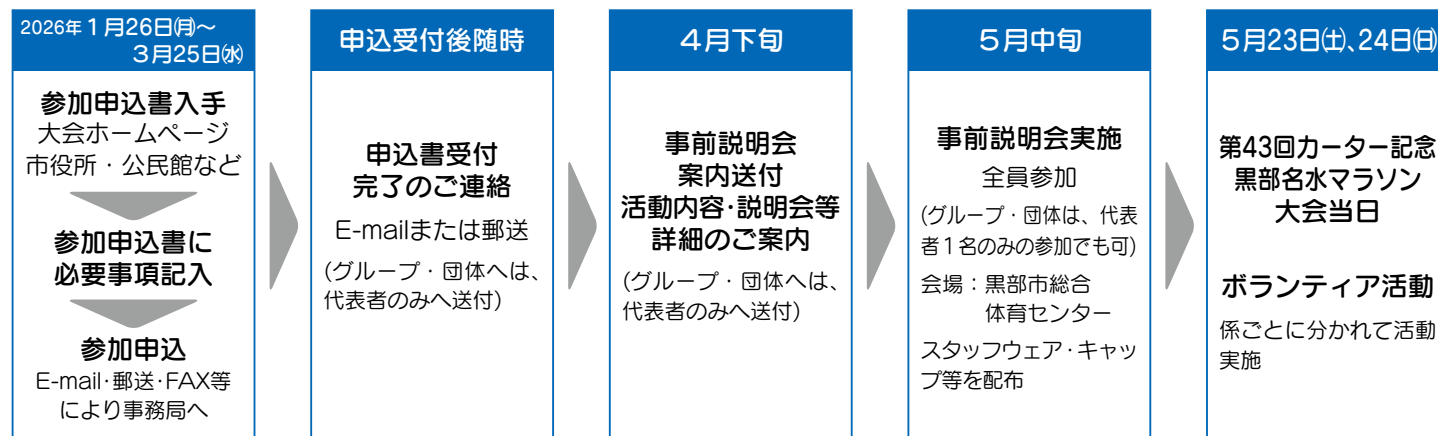 2026年1月26日㈪～
3月25日㈬
参加申込書入手
大会ホームページ
市役所・公民館など
参加申込書に
必要事項記入
参加申込
E-mail･郵送･FAX等
により事務局へ
申込受付後随時
申込書受付
完了のご連絡
E-mailまたは郵送
(グループ・団体へは、
代表者のみへ送付)
4月下旬
事前説明会
案内送付
活動内容･説明会等
詳細のご案内
(グループ・団体へは、
代表者のみへ送付)
5月中旬
事前説明会実施
全員参加
(グループ・団体は、代表
者1名のみの参加でも可)
会場：黒部市総合
体育センター
スタッフウェア・キャッ
プ等を配布
5月23日㈯、24日㈰
第43回カーター記念
黒部名水マラソン
大会当日
ボランティア活動
係ごとに分かれて活動
実施